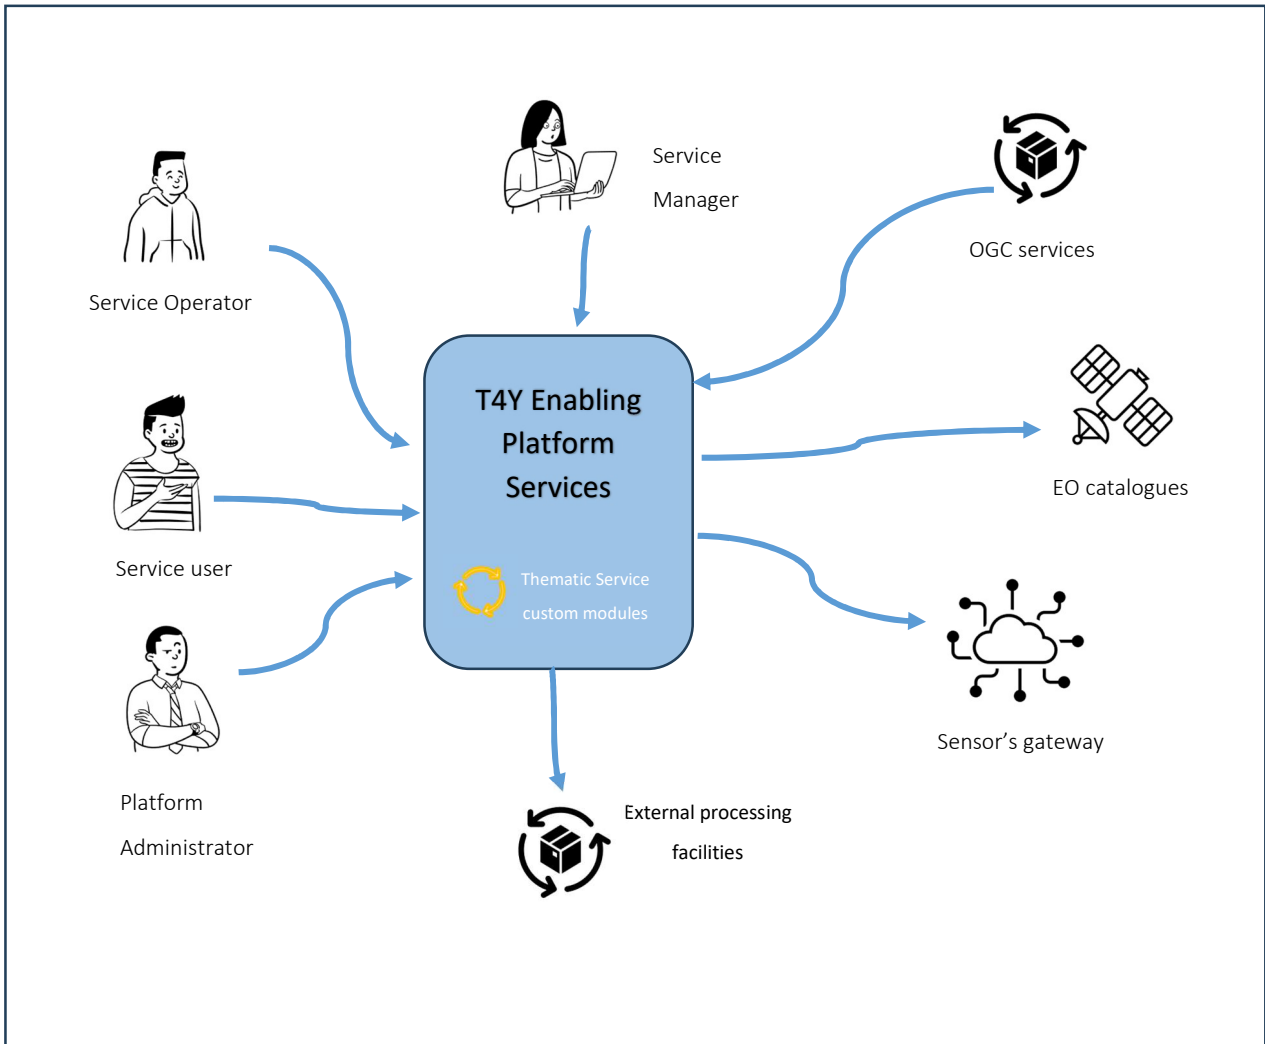 Service
Manager
OGC services
Service Operator
T4Y Enabling
Platform
Services
EO catalogues
Service user
Thematic Service
custom modules
Sensor’s gateway
Platform
Administrator
External processing
facilities